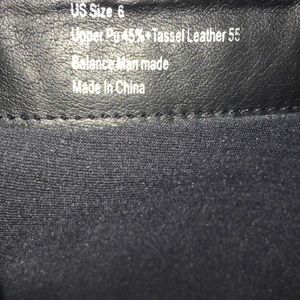 US Size 6
Upper Pu 45%+Tassel Leather 55
Balance Man made
Made In China